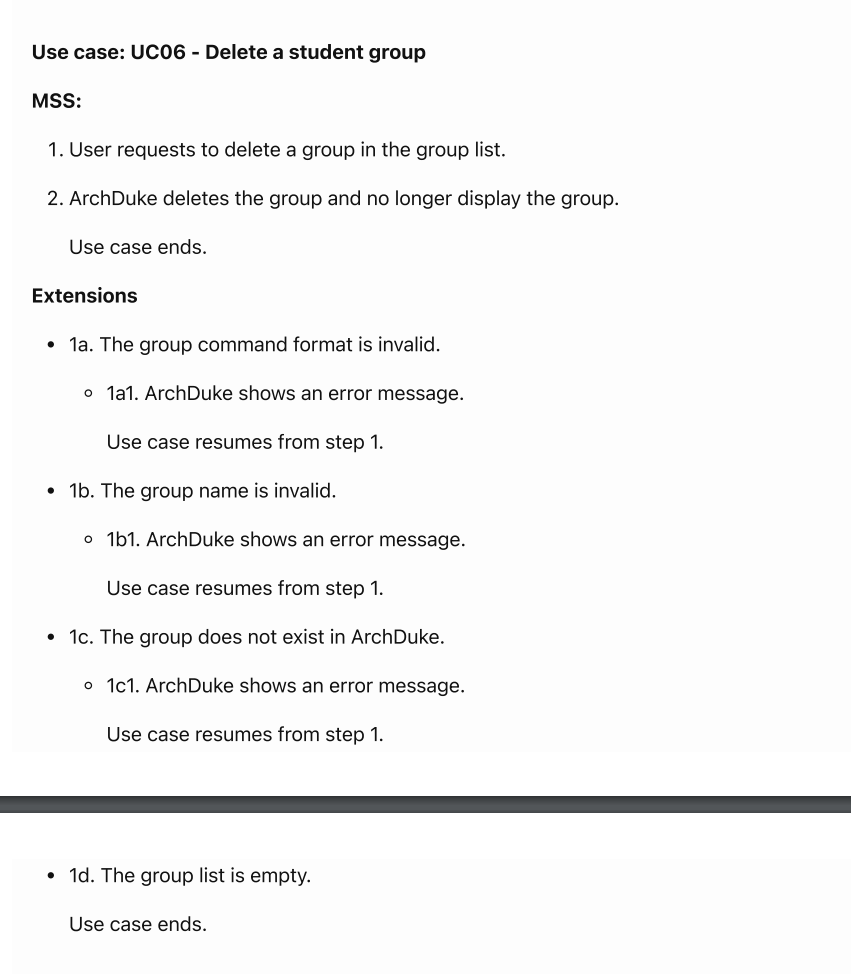 Use case: UC06 - Delete a student group
MSS:
1. User requests to delete a group in the group list.
2. ArchDuke deletes the group and no longer display the group.
Use case ends.
Extensions
• 1a. The group command format is invalid.
○ 1a1. ArchDuke shows an error message.
Use case resumes from step 1.
• 1b. The group name is invalid.
○ 1b1. ArchDuke shows an error message.
Use case resumes from step 1.
• 1c. The group does not exist in ArchDuke.
○ 1c1. ArchDuke shows an error message.
Use case resumes from step 1.
• 1d. The group list is empty.
Use case ends.